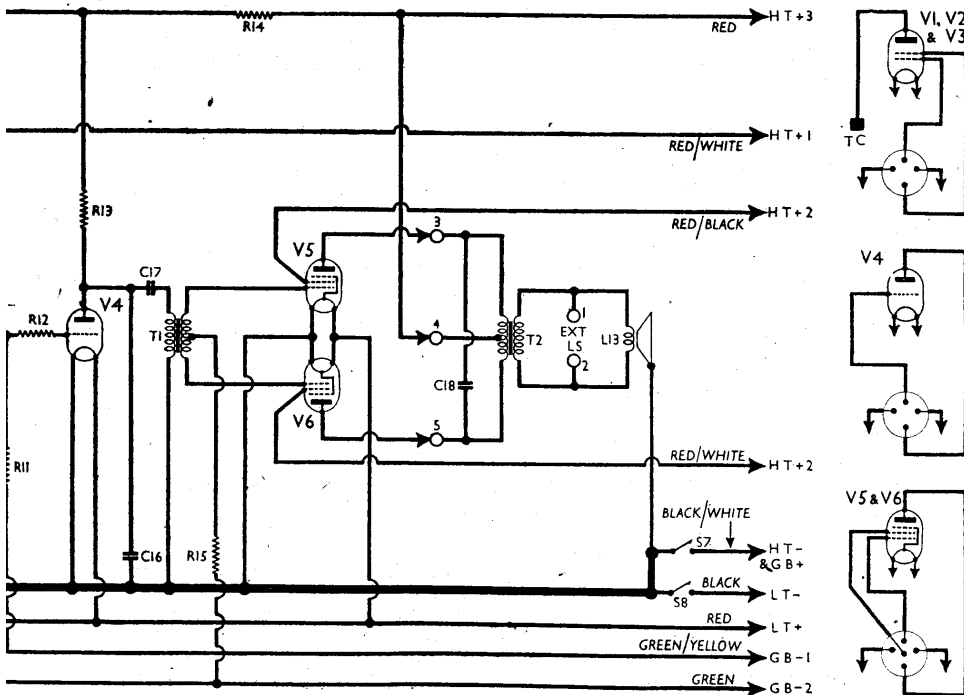 R14
RED
HT+3
V1, V2
& V3
RED/WHITE
HT+1
TC
R13
RED/BLACK
HT+2
V5
3
C17
V4
V4
R12
T1
4
T2
1
EXT
LS
2
L13
C18
V6
5
R11
RED/WHITE
HT+2
V5 & V6
BLACK/WHITE
C16
R15
S7
HT-
& GB+
BLACK
LT-
S8
RED
LT+
GREEN/YELLOW
GB-1
GREEN
GB-2